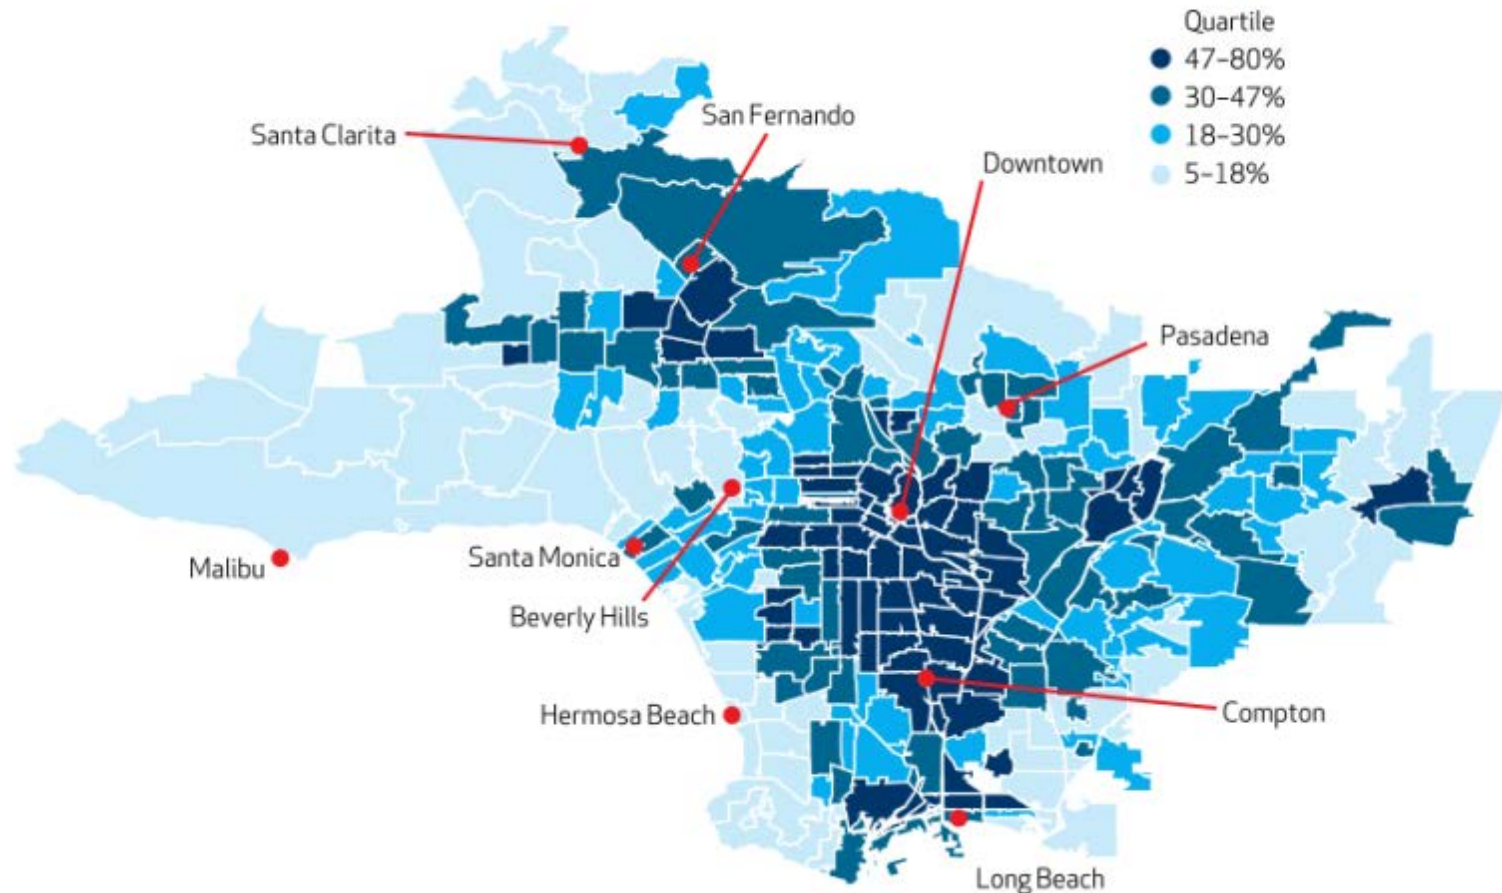 Quartile
47–80%
30–47%
18–30%
5–18%
San Fernando
Santa Clarita
Downtown
Pasadena
Malibu
Santa Monica
Beverly Hills
Hermosa Beach
Compton
Long Beach